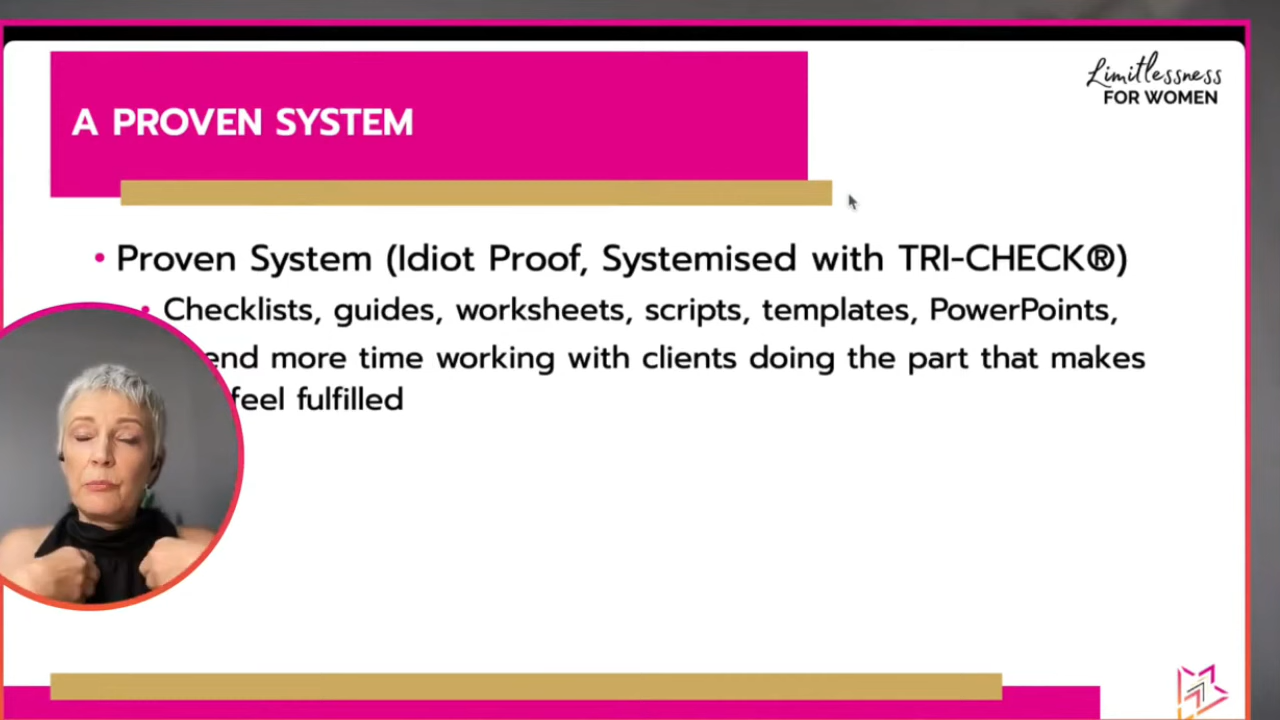 Limitlessness
FOR WOMEN
A PROVEN SYSTEM
• Proven System (Idiot Proof, Systemised with TRI-CHECK®)
• Checklists, guides, worksheets, scripts, templates, PowerPoints,
end more time working with clients doing the part that makes
feel fulfilled